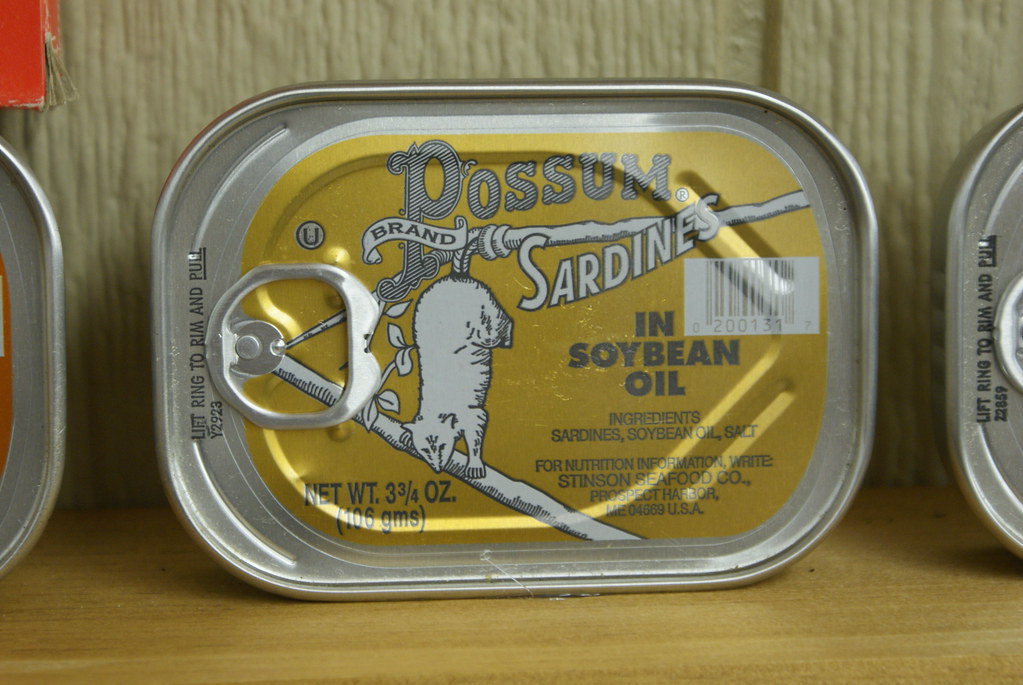 POSSUM®
BRAND
SARDINES
U
IN
SOYBEAN
OIL
0 200131 7
INGREDIENTS
SARDINES, SOYBEAN OIL, SALT
FOR NUTRITION INFORMATION, WRITE:
STINSON SEAFOOD CO.,
PROSPECT HARBOR,
ME 04669 U.S.A.
NET WT. 3¾ OZ.
(106 gms)
LIFT RING TO RIM AND PULL
Y2923
LIFT RING TO RIM AND PULL